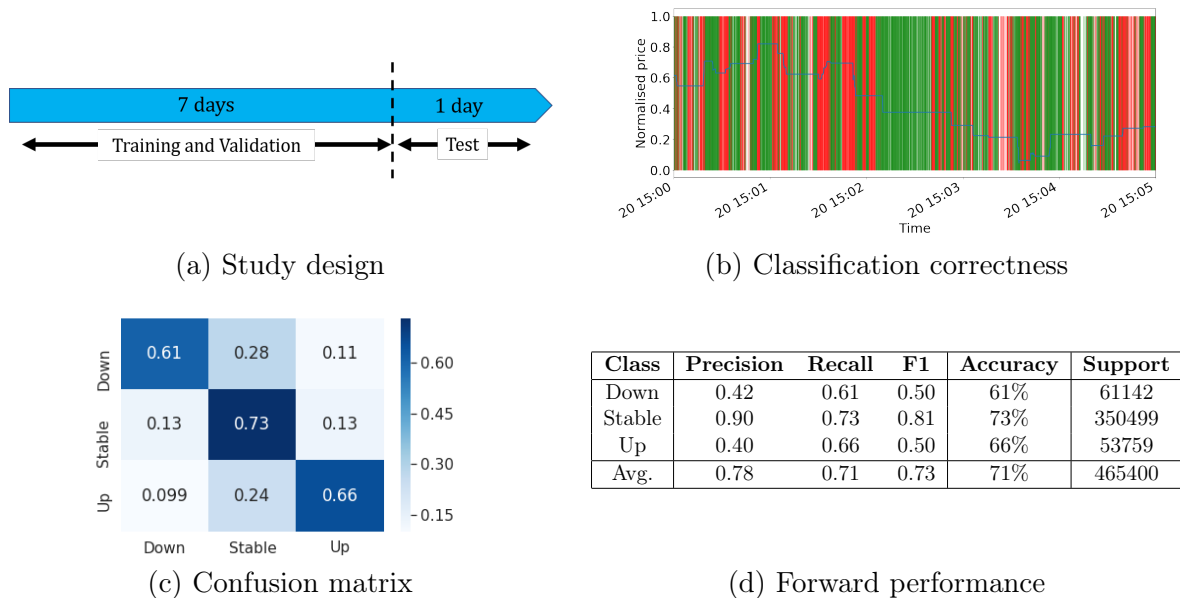 7 days
1 day
Training and Validation
Test
(a) Study design
Normalised price
1.0
0.8
0.6
0.4
0.2
0.0
20 15:00
20 15:01
20 15:02
20 15:03
20 15:04
20 15:05
Time
(b) Classification correctness
Down
0.61 0.28 0.11
Stable
0.13 0.73 0.13
Up
0.099 0.24 0.66
Down Stable Up
0.60
0.45
0.30
0.15
(c) Confusion matrix
Class Precision Recall F1 Accuracy Support
Down 0.42 0.61 0.50 61% 61142
Stable 0.90 0.73 0.81 73% 350499
Up 0.40 0.66 0.50 66% 53759
Avg. 0.78 0.71 0.73 71% 465400
(d) Forward performance